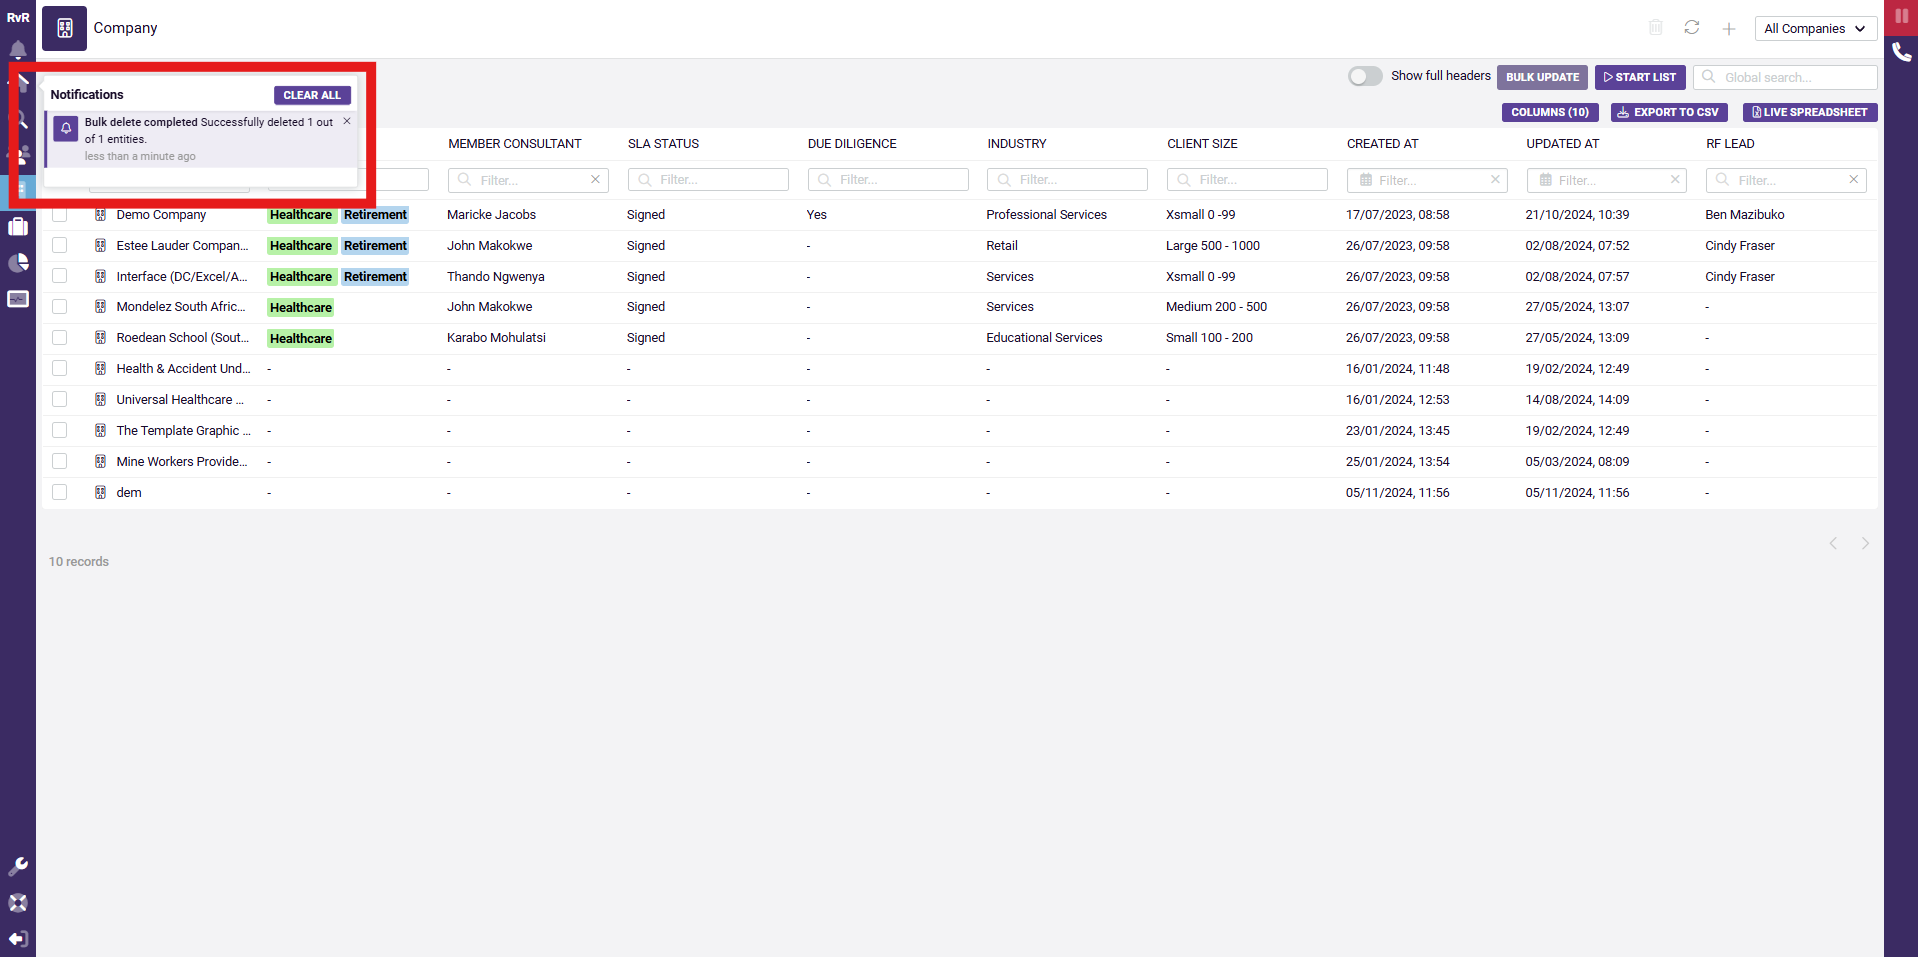 RvR
Company
All Companies
Notifications
CLEAR ALL
Bulk delete completed Successfully deleted 1 out
of 1 entities.
less than a minute ago
Show full headers
BULK UPDATE
START LIST
Global search...
COLUMNS (10)
EXPORT TO CSV
LIVE SPREADSHEET
MEMBER CONSULTANT SLA STATUS DUE DILIGENCE INDUSTRY CLIENT SIZE CREATED AT UPDATED AT RF LEAD
Filter... Filter... Filter... Filter... Filter... Filter... Filter... Filter...
Demo Company Healthcare Retirement Maricke Jacobs Signed Yes Professional Services Xsmall 0 -99 17/07/2023, 08:58 21/10/2024, 10:39 Ben Mazibuko
Estee Lauder Compan... Healthcare Retirement John Makokwe Signed - Retail Large 500 - 1000 26/07/2023, 09:58 02/08/2024, 07:52 Cindy Fraser
Interface (DC/Excel/A... Healthcare Retirement Thando Ngwenya Signed - Services Xsmall 0 -99 26/07/2023, 09:58 02/08/2024, 07:57 Cindy Fraser
Mondelez South Afric... Healthcare John Makokwe Signed - Services Medium 200 - 500 26/07/2023, 09:58 27/05/2024, 13:07 -
Roedean School (Sout... Healthcare Karabo Mohulatsi Signed - Educational Services Small 100 - 200 26/07/2023, 09:58 27/05/2024, 13:09 -
Health & Accident Und... - - - - - - 16/01/2024, 11:48 19/02/2024, 12:49 -
Universal Healthcare ... - - - - - - 16/01/2024, 12:53 14/08/2024, 14:09 -
The Template Graphic ... - - - - - - 23/01/2024, 13:45 19/02/2024, 12:49 -
Mine Workers Provide... - - - - - - 25/01/2024, 13:54 05/03/2024, 08:09 -
dem - - - - - - 05/11/2024, 11:56 05/11/2024, 11:56 -
10 records